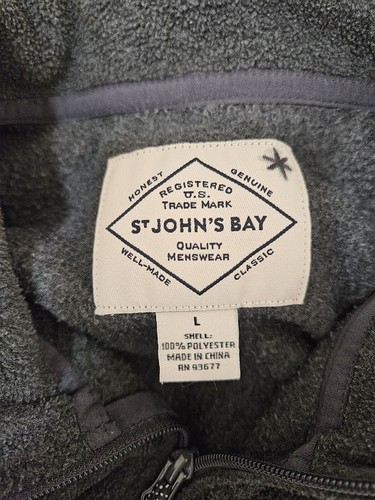 HONEST
GENUINE
REGISTERED
U.S.
TRADE MARK
ST JOHN'S BAY
QUALITY
MENSWEAR
WELL-MADE
CLASSIC
L
SHELL:
100% POLYESTER
MADE IN CHINA
RN 93677